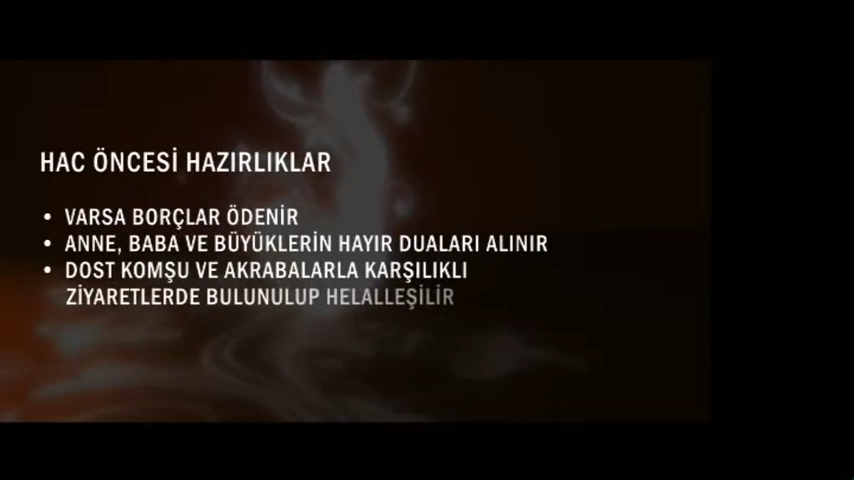 HAC ÖNCESİ HAZIRLIKLAR
• VARSA BORÇLAR ÖDENİR
• ANNE, BABA VE BÜYÜKLERİN HAYIR DUALARI ALINIR
• DOST KOMŞU VE AKRABALARLA KARŞILIKLI
ZİYARETLERDE BULUNULUP HELALLEŞİLİR